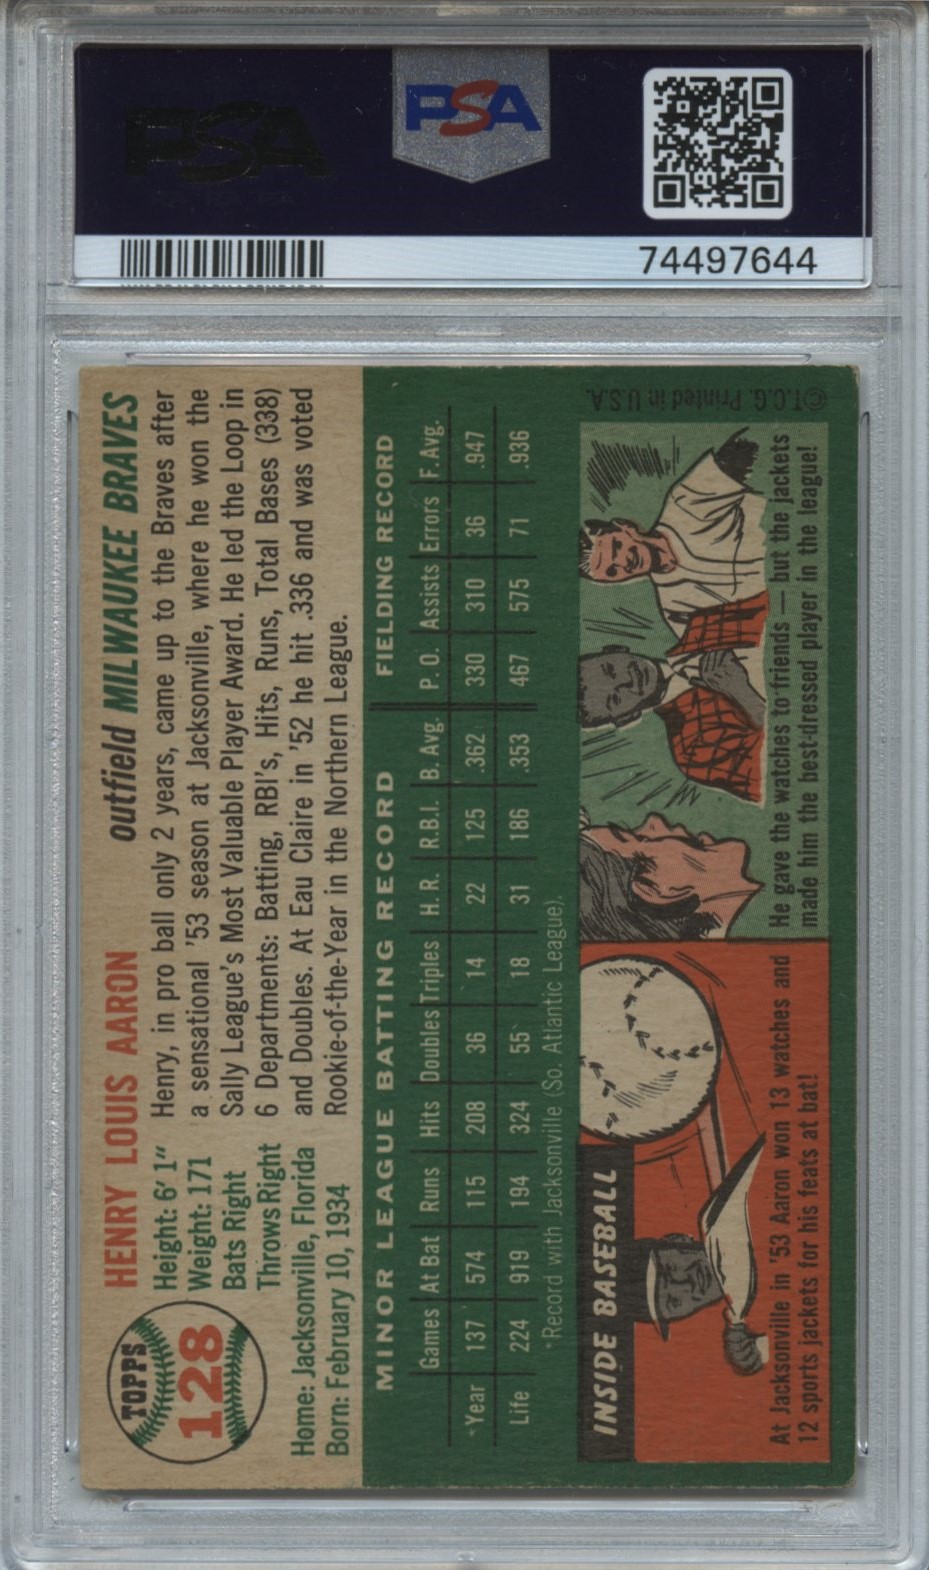 PSA
PSA
74497644
TOPPS
128
HENRY LOUIS AARON
outfield MILWAUKEE BRAVES
Height: 6' 1"
Weight: 171
Bats Right
Throws Right
Home: Jacksonville, Florida
Born: February 10, 1934
Henry, in pro ball only 2 years, came up to the Braves after
a sensational '53 season at Jacksonville, where he won the
Sally League's Most Valuable Player Award. He led the Loop in
6 Departments: Batting, RBI's, Hits, Runs, Total Bases (338)
and Doubles. At Eau Claire in '52 he hit .336 and was voted
Rookie-of-the-Year in the Northern League.
MINOR LEAGUE BATTING RECORD FIELDING RECORD
Games At Bat Runs Hits Doubles Triples H. R. R.B.I. B. Avg. P. O. Assists Errors F. Avg.
*Year 137 574 115 208 36 14 22 125 .362 330 310 36 .947
Life 224 919 194 324 55 18 31 186 .353 467 575 71 .936
*Record with Jacksonville (So. Atlantic League).
INSIDE BASEBALL
At Jacksonville in '53 Aaron won 13 watches and
12 sports jackets for his feats at bat!
He gave the watches to friends — but the jackets
made him the best-dressed player in the league!
©T.C.G. Printed in U.S.A.